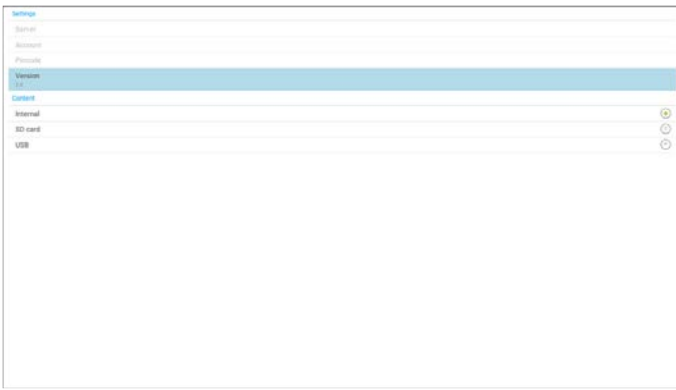 Settings
Server
Account
Pincode
Version
Content
Internal
SD card
USB